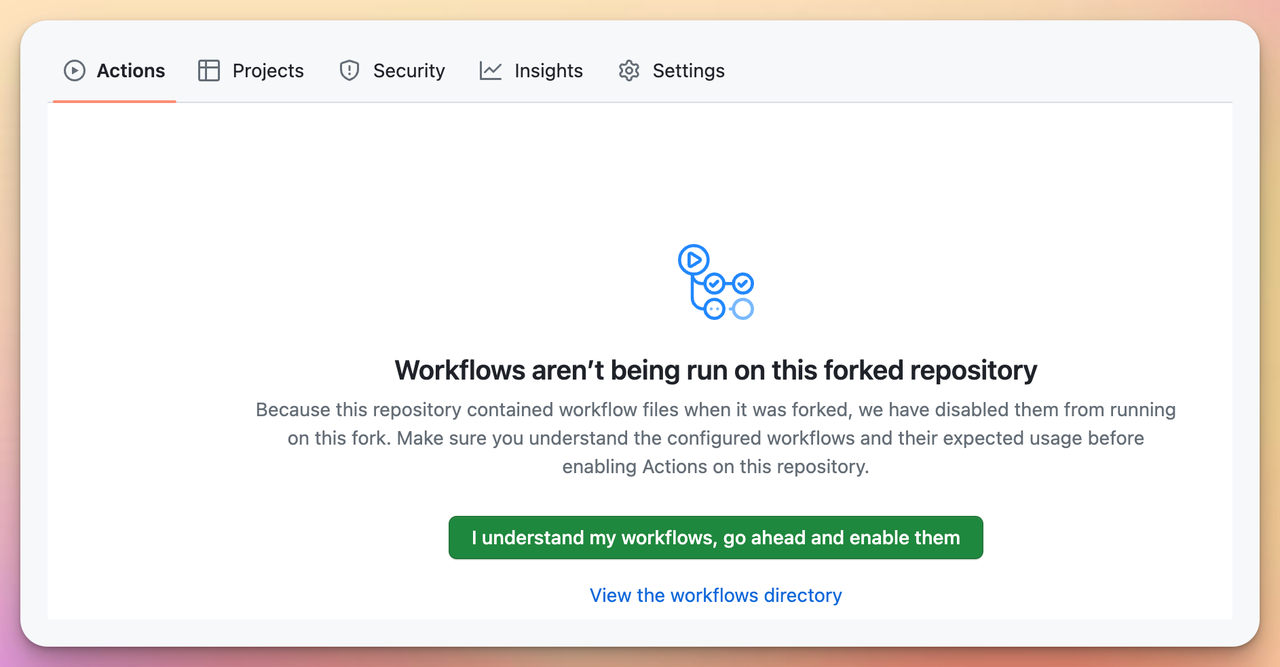 Actions Projects Security Insights Settings
Workflows aren’t being run on this forked repository
Because this repository contained workflow files when it was forked, we have disabled them from running
on this fork. Make sure you understand the configured workflows and their expected usage before
enabling Actions on this repository.
I understand my workflows, go ahead and enable them
View the workflows directory